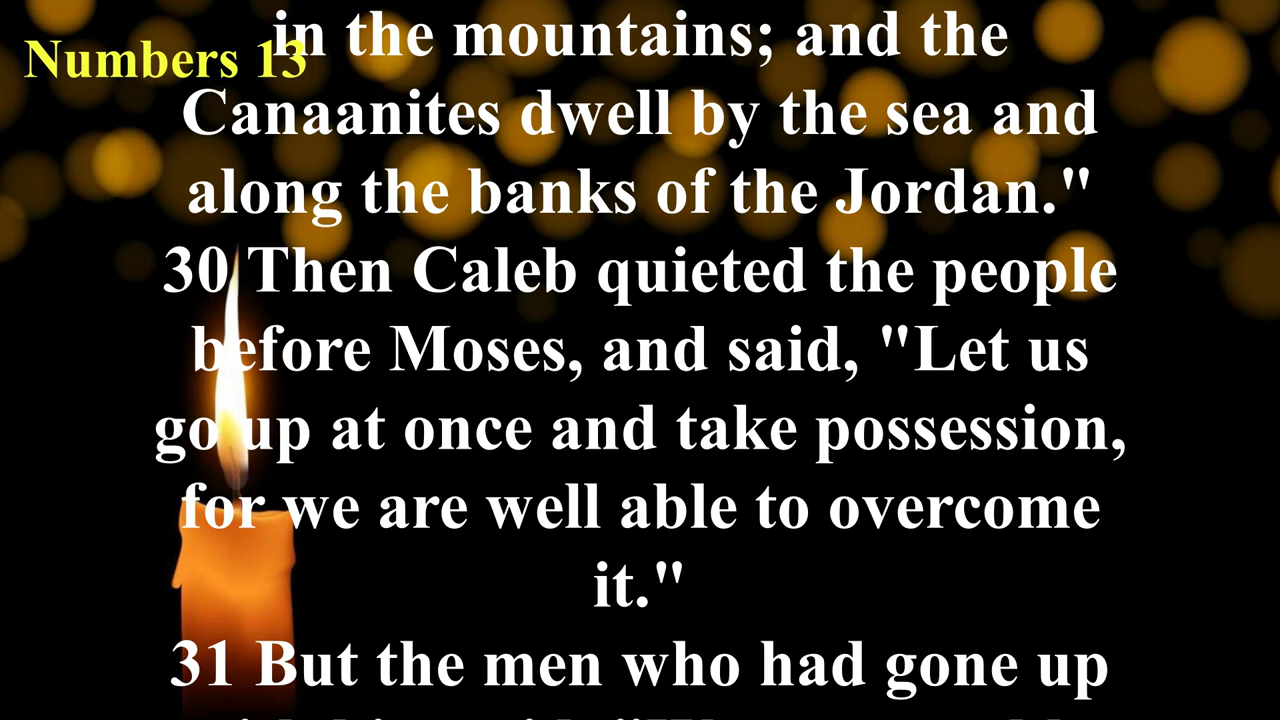 Numbers 13
in the mountains; and the
Canaanites dwell by the sea and
along the banks of the Jordan."
30 Then Caleb quieted the people
before Moses, and said, "Let us
go up at once and take possession,
for we are well able to overcome
it."
31 But the men who had gone up